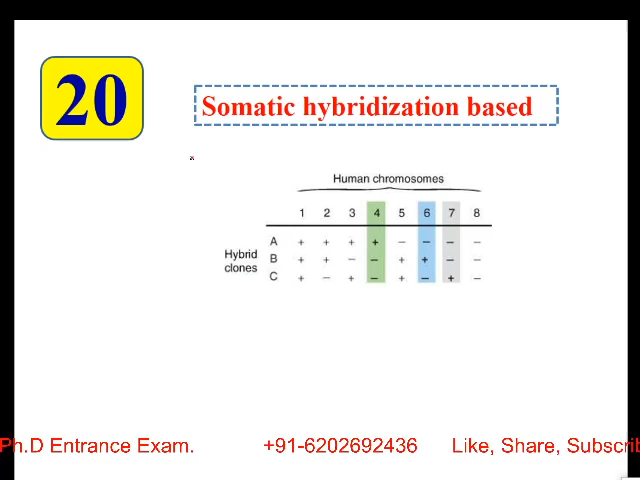 20
Somatic hybridization based
Human chromosomes
1 2 3 4 5 6 7 8
A + + + + − − − −
Hybrid clones
B + + − − + + − −
C + − + − + − + −
Ph.D Entrance Exam. +91-6202692436 Like, Share, Subscrib